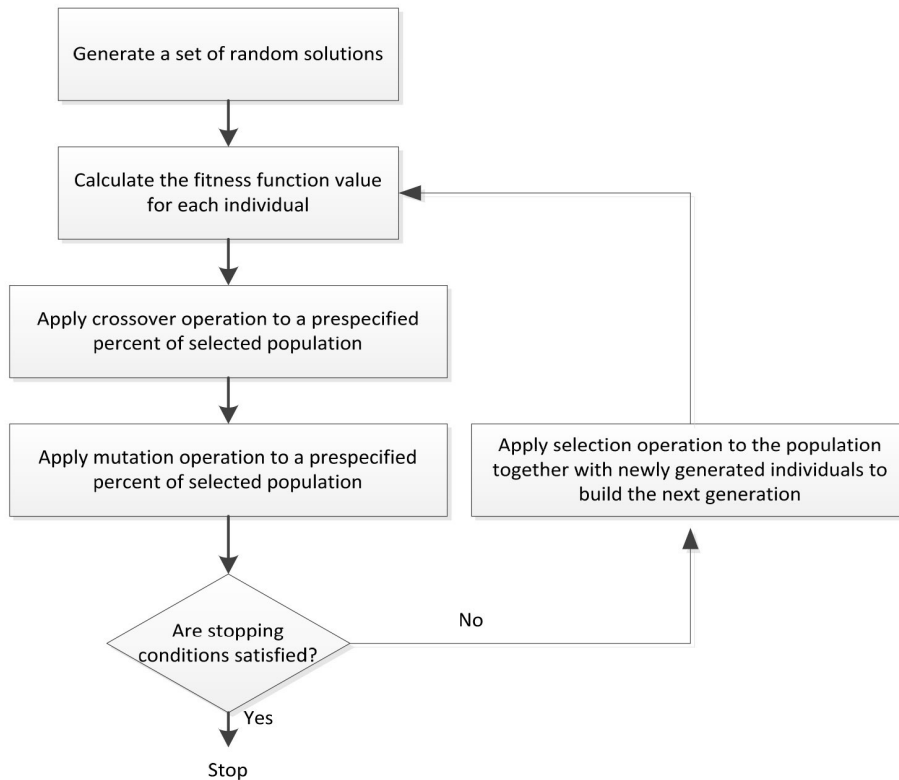 Generate a set of random solutions
Calculate the fitness function value
for each individual
Apply crossover operation to a prespecified
percent of selected population
Apply mutation operation to a prespecified
percent of selected population
Apply selection operation to the population
together with newly generated individuals to
build the next generation
Are stopping
conditions satisfied?
No
Yes
Stop